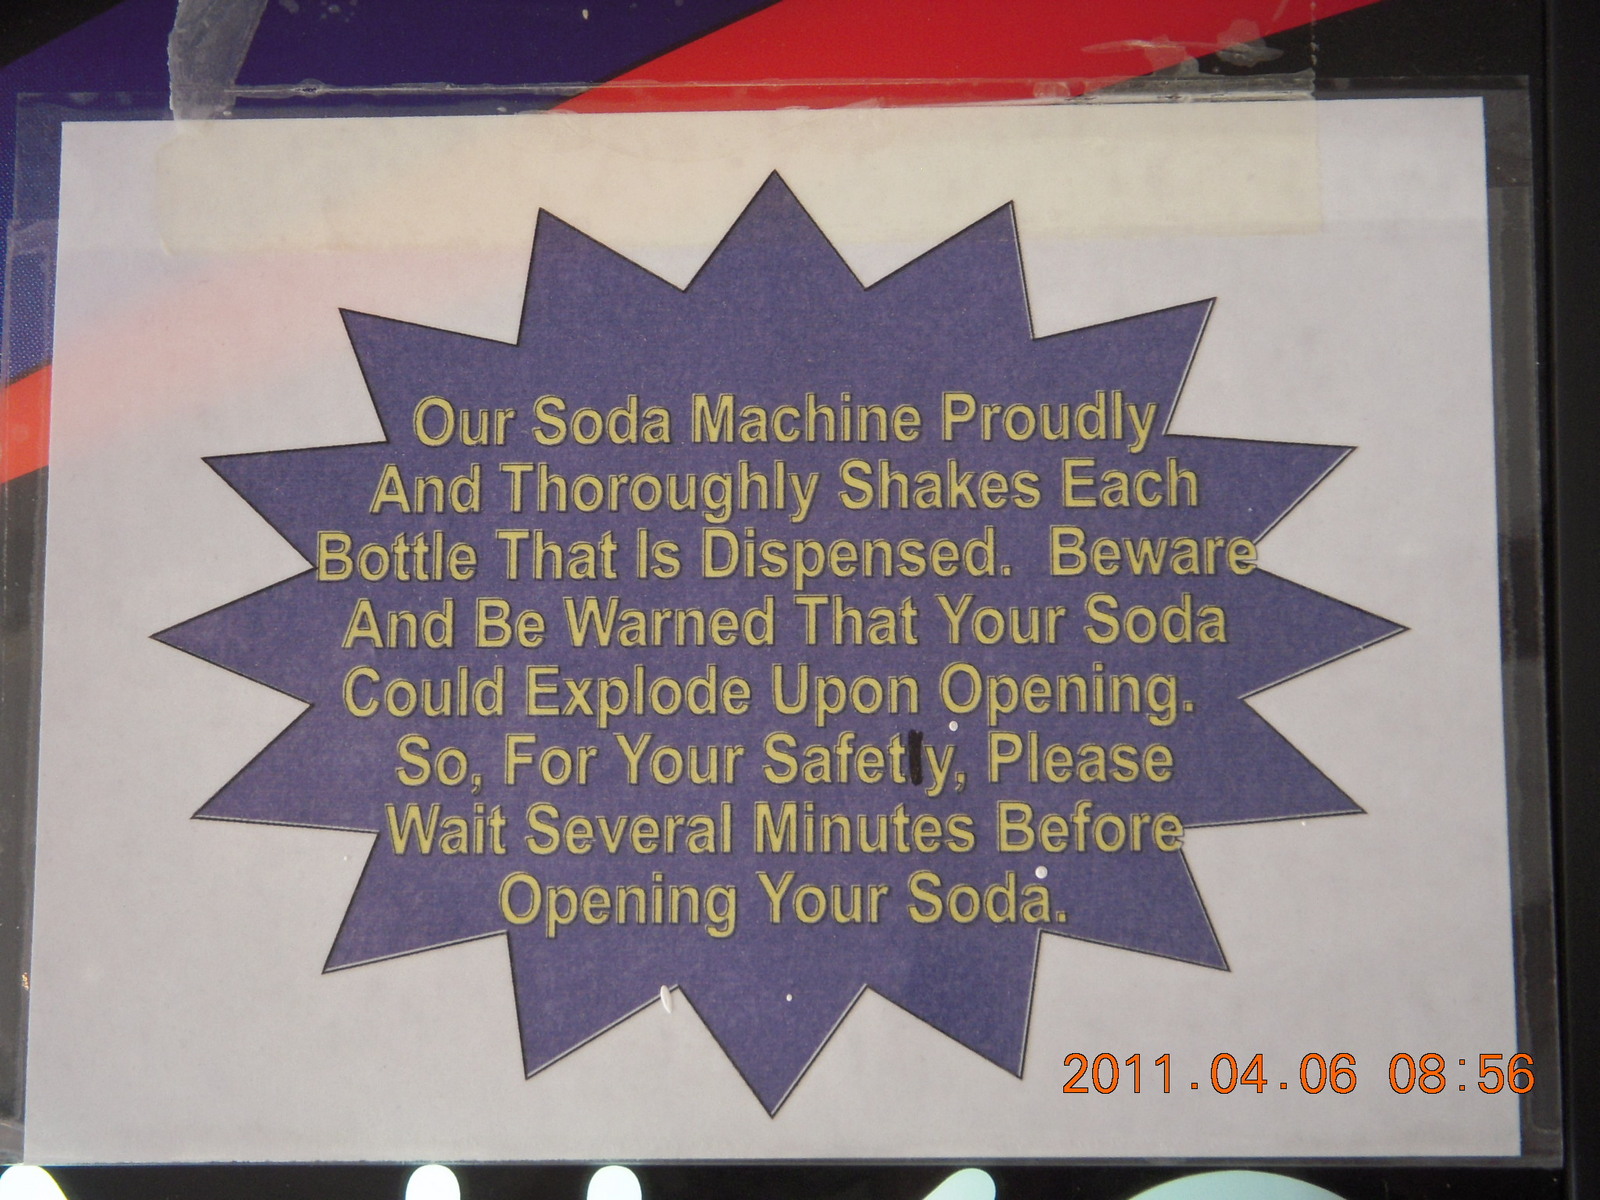 Our Soda Machine Proudly
And Thoroughly Shakes Each
Bottle That Is Dispensed. Beware
And Be Warned That Your Soda
Could Explode Upon Opening.
So, For Your Safety, Please
Wait Several Minutes Before
Opening Your Soda.
2011.04.06 08:56